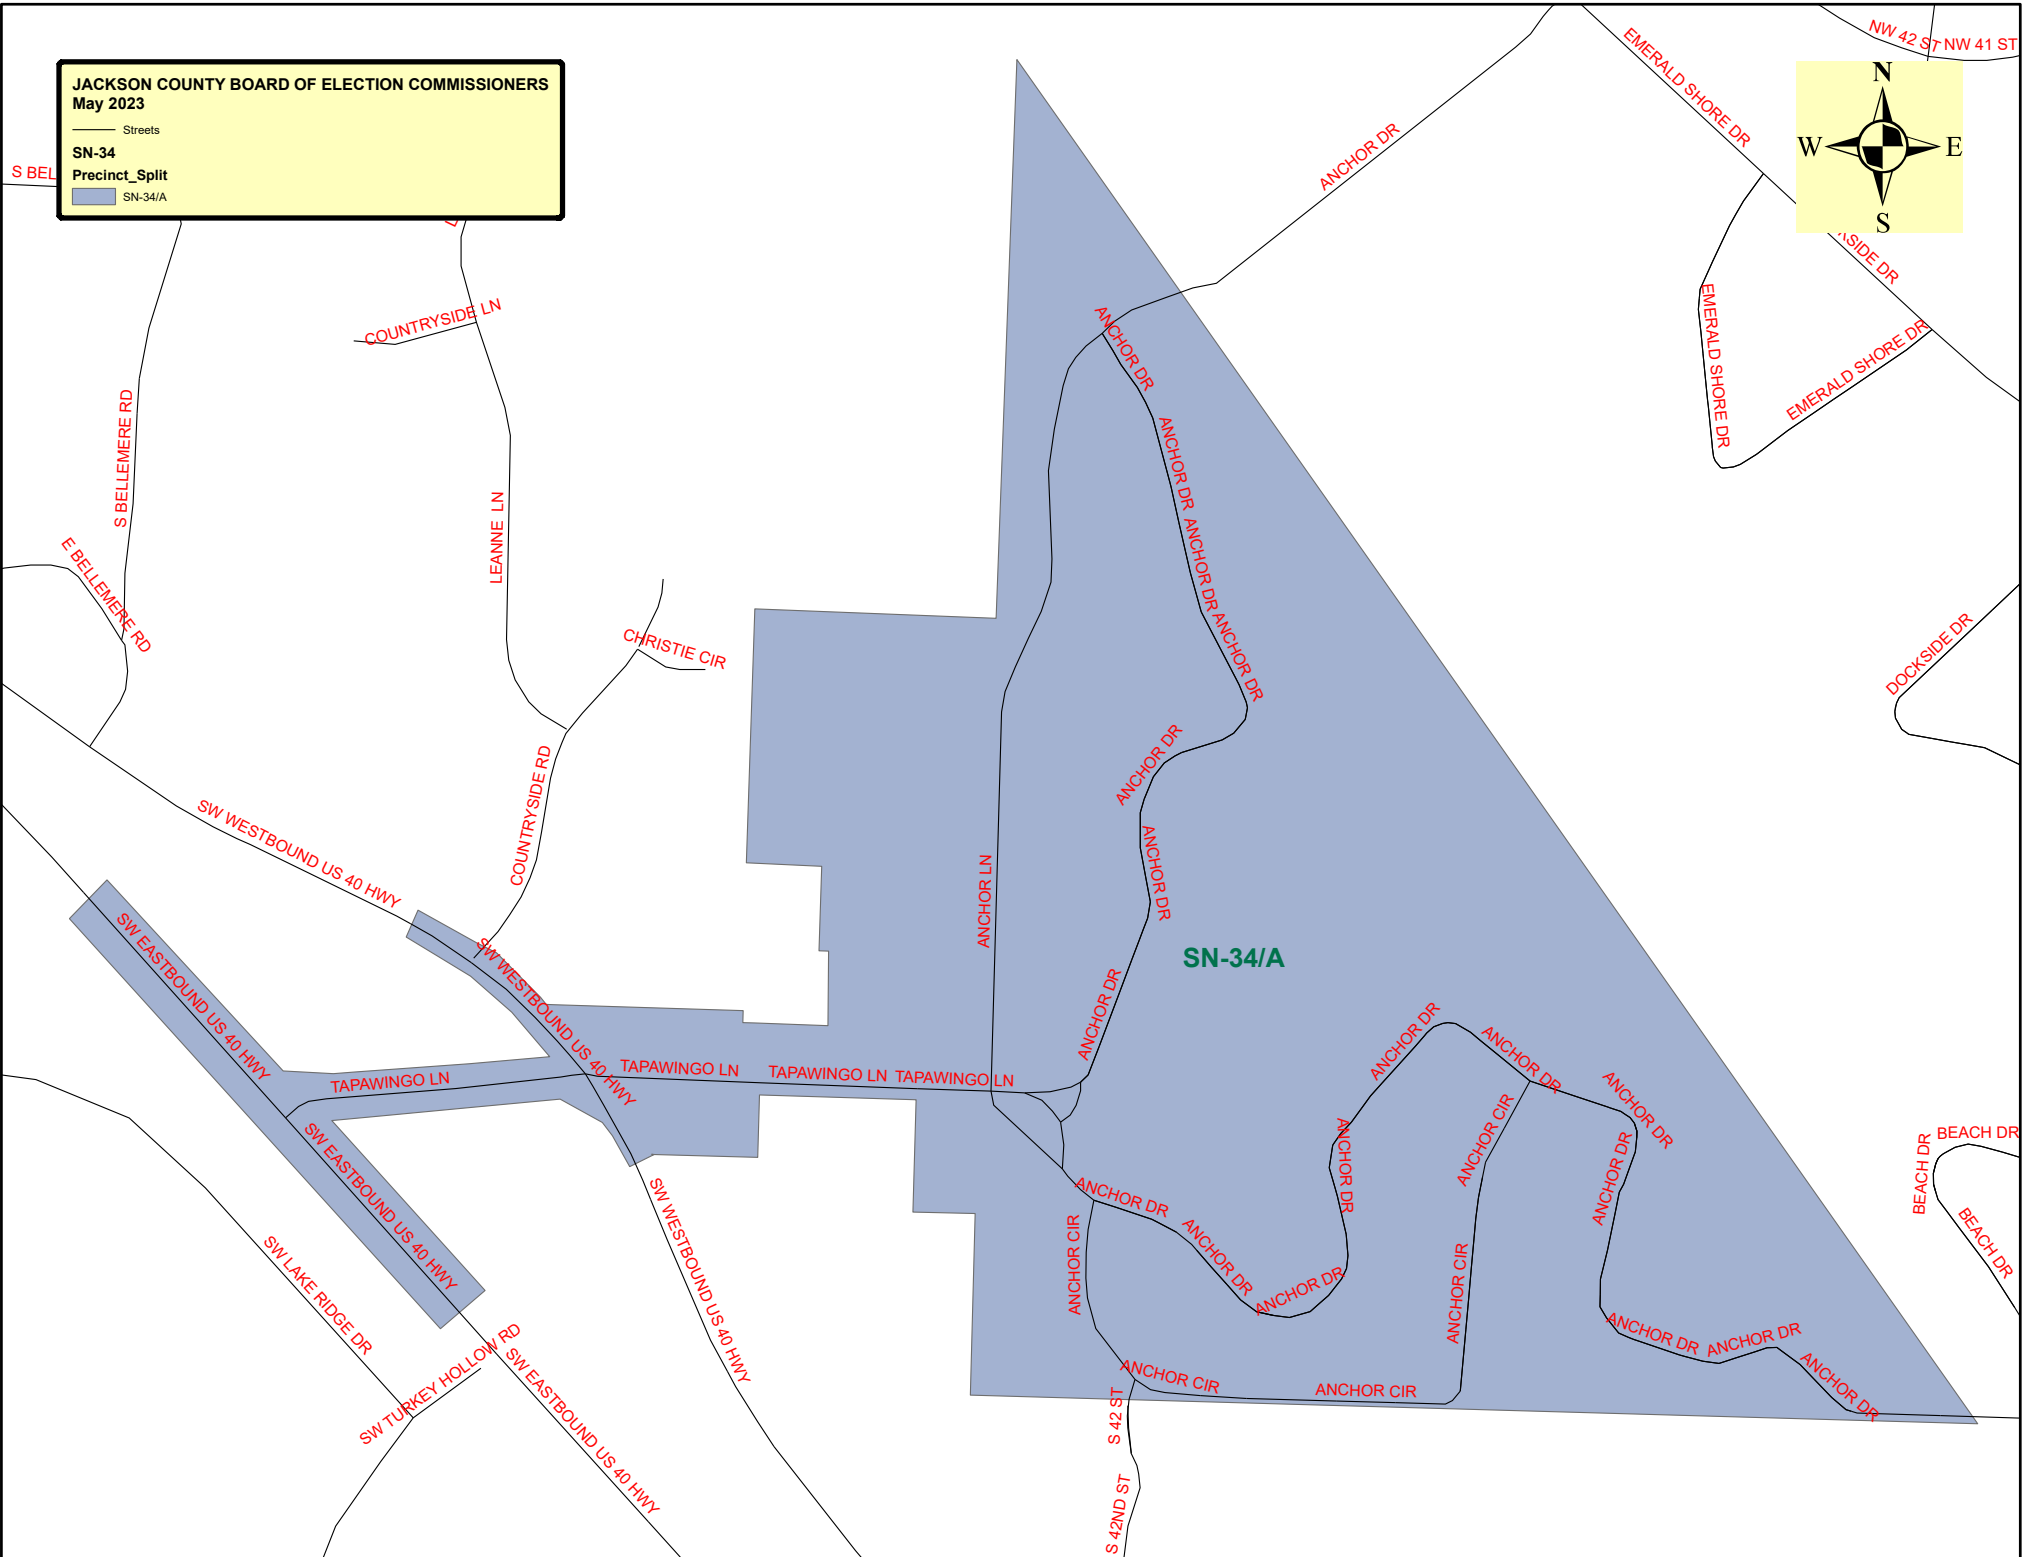 JACKSON COUNTY BOARD OF ELECTION COMMISSIONERS
May 2023
Streets
SN-34
Precinct_Split
SN-34/A
NW 42 ST
NW 41 ST
N
W
E
S
S BEL
EMERALD SHORE DR
ANCHOR DR
KSIDE DR
COUNTRYSIDE LN
ANCHOR DR
EMERALD SHORE DR
EMERALD SHORE DR
S BELLEMERE RD
ANCHOR DR
LEANNE LN
ANCHOR DR
E BELLEMERE RD
CHRISTIE CIR
ANCHOR DR
DOCKSIDE DR
ANCHOR DR
COUNTRYSIDE RD
SW WESTBOUND US 40 HWY
ANCHOR LN
ANCHOR DR
SN-34/A
SW EASTBOUND US 40 HWY
SW WESTBOUND US 40 HWY
ANCHOR DR
TAPAWINGO LN
TAPAWINGO LN
TAPAWINGO LN
TAPAWINGO LN
ANCHOR DR
ANCHOR DR
ANCHOR DR
ANCHOR CIR
ANCHOR DR
ANCHOR DR
BEACH DR
BEACH DR
BEACH DR
SW EASTBOUND US 40 HWY
ANCHOR DR
ANCHOR DR
ANCHOR DR
ANCHOR CIR
ANCHOR CIR
SW LAKE RIDGE DR
SW WESTBOUND US 40 HWY
ANCHOR DR
ANCHOR DR
ANCHOR DR
ANCHOR CIR
ANCHOR CIR
SW TURKEY HOLLOW RD
SW EASTBOUND US 40 HWY
S 42 ST
S 42ND ST